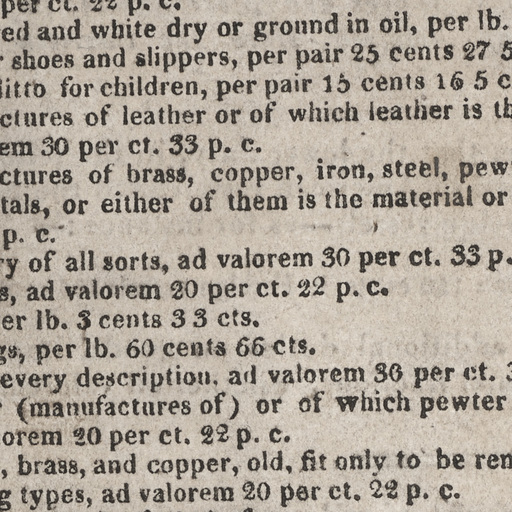 per ct. 22 p. c.
ed and white dry or ground in oil, per lb.
shoes and slippers, per pair 25 cents 27 5
ditto for children, per pair 15 cents 16 5 c
ctures of leather or of which leather is th
em 30 per ct. 33 p. c.
ctures of brass, copper, iron, steel, pew
tals, or either of them is the material or
p. c.
ry of all sorts, ad valorem 30 per ct. 33 p.
s, ad valorem 20 per ct. 22 p. c.
er lb. 3 cents 3 3 cts.
gs, per lb. 60 cents 66 cts.
every description, ad valorem 30 per ct. 3
(manufactures of) or of which pewter
orem 20 per ct. 22 p. c.
, brass, and copper, old, fit only to be rem
g types, ad valorem 20 per ct. 22 p. c.